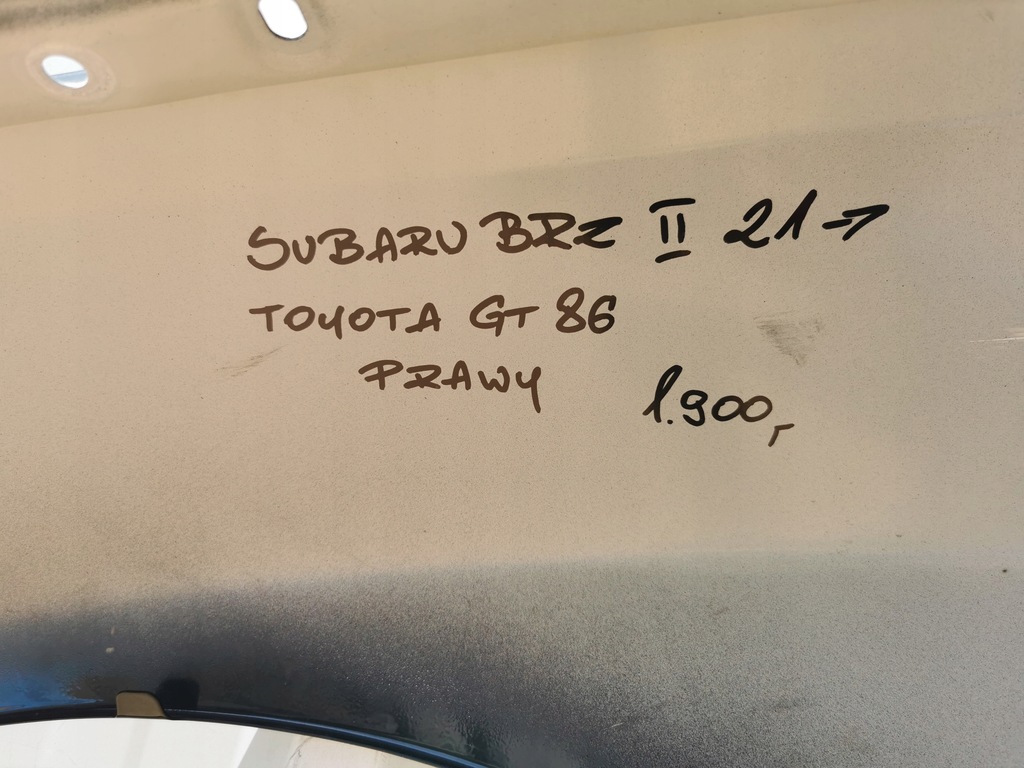 SUBARU BRZ II 21→
TOYOTA GT 86
PRAWY
1.900,-